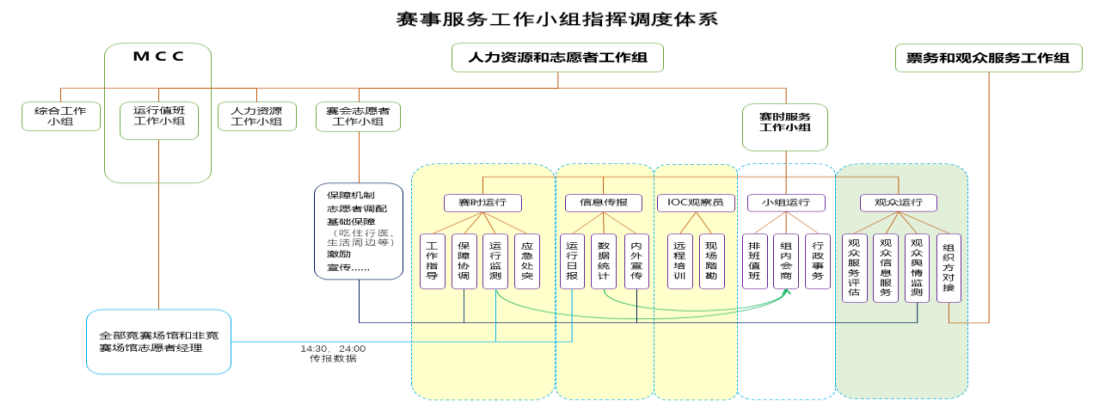 赛事服务工作小组指挥调度体系
MCC
人力资源和志愿者工作组
票务和观众服务工作组
综合工作
小组
运行值班
工作小组
人力资源
工作小组
赛会志愿者
工作小组
赛时服务
工作小组
保障机制
志愿者调配
基础保障
（吃住行医、
生活周边等）
激励
宣传……
赛时运行
信息传报
IOC观察员
小组运行
观众运行
工作指导
保障协调
运行监测
应急处突
运行日报
数据统计
内外宣传
远程培训
现场踏勘
排班值班
组内会商
行政事务
观众服务评估
观众信息服务
观众舆情监测
组织方对接
全部竞赛场馆和非竞
赛场馆志愿者经理
14:30，24:00
传报数据